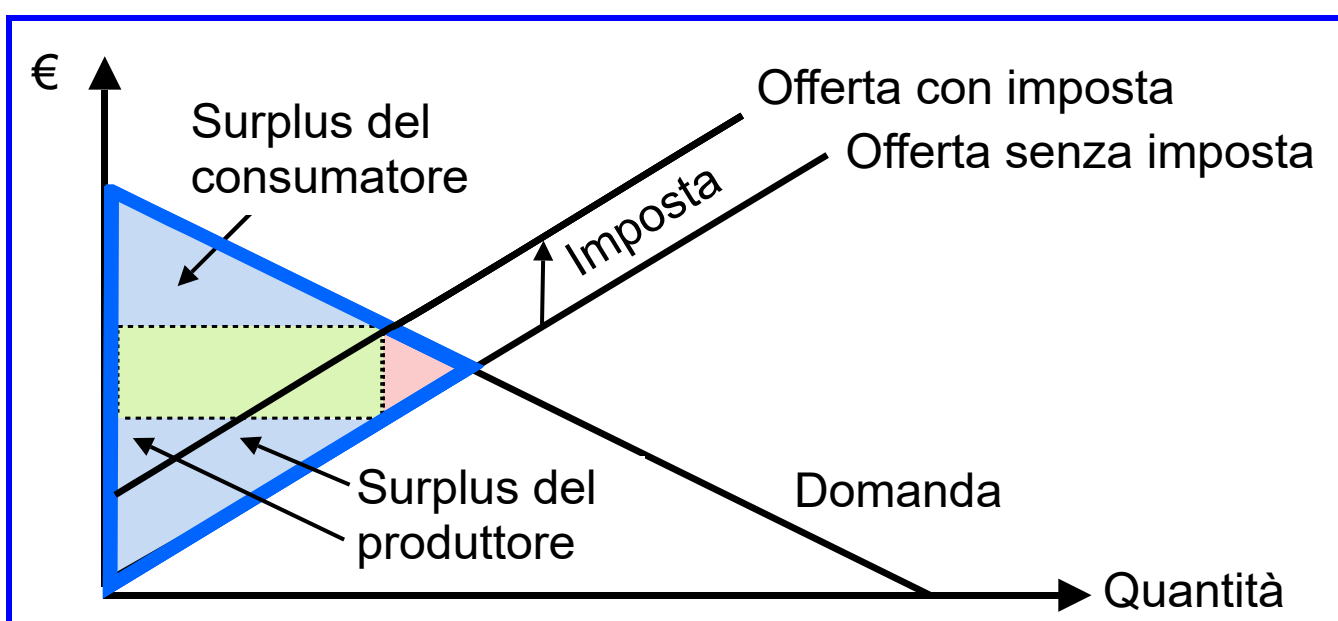 €
Surplus del
consumatore
Offerta con imposta
Offerta senza imposta
Imposta
Surplus del
produttore
Domanda
Quantità